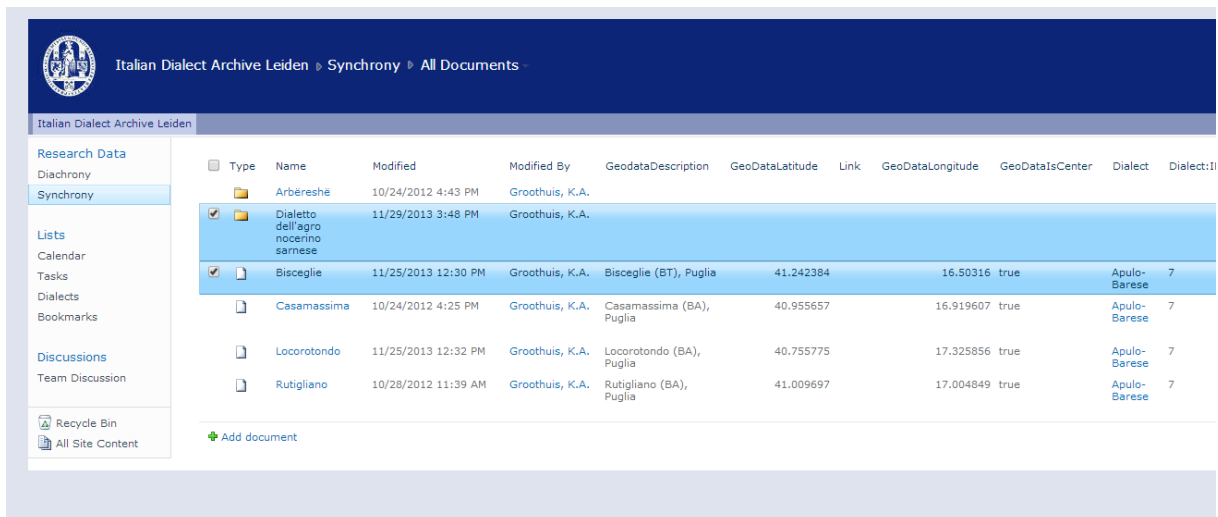 Italian Dialect Archive Leiden ▹ Synchrony ▹ All Documents
Italian Dialect Archive Leiden
Research Data
Diachrony
Synchrony
Lists
Calendar
Tasks
Dialects
Bookmarks
Discussions
Team Discussion
Recycle Bin
All Site Content
Type Name Modified Modified By GeodataDescription GeoDataLatitude Link GeoDataLongitude GeoDataIsCenter Dialect
Arbëreshë 10/24/2012 4:43 PM Groothuis, K.A.
Dialetto 11/29/2013 3:48 PM Groothuis, K.A.
dell'agro
nocerino
sarnese
Bisceglie 11/25/2013 12:30 PM Groothuis, K.A. Bisceglie (BT), Puglia 41.242384 16.50316 true Apulo- 7
Barese
Casamassima 10/24/2012 4:25 PM Groothuis, K.A. Casamassima (BA), 40.955657 16.919607 true Apulo- 7
Puglia Barese
Locorotondo 11/25/2013 12:32 PM Groothuis, K.A. Locorotondo (BA), 40.755775 17.325856 true Apulo- 7
Puglia Barese
Rutigliano 10/28/2012 11:39 AM Groothuis, K.A. Rutigliano (BA), 41.009697 17.004849 true Apulo- 7
Puglia Barese
Add document